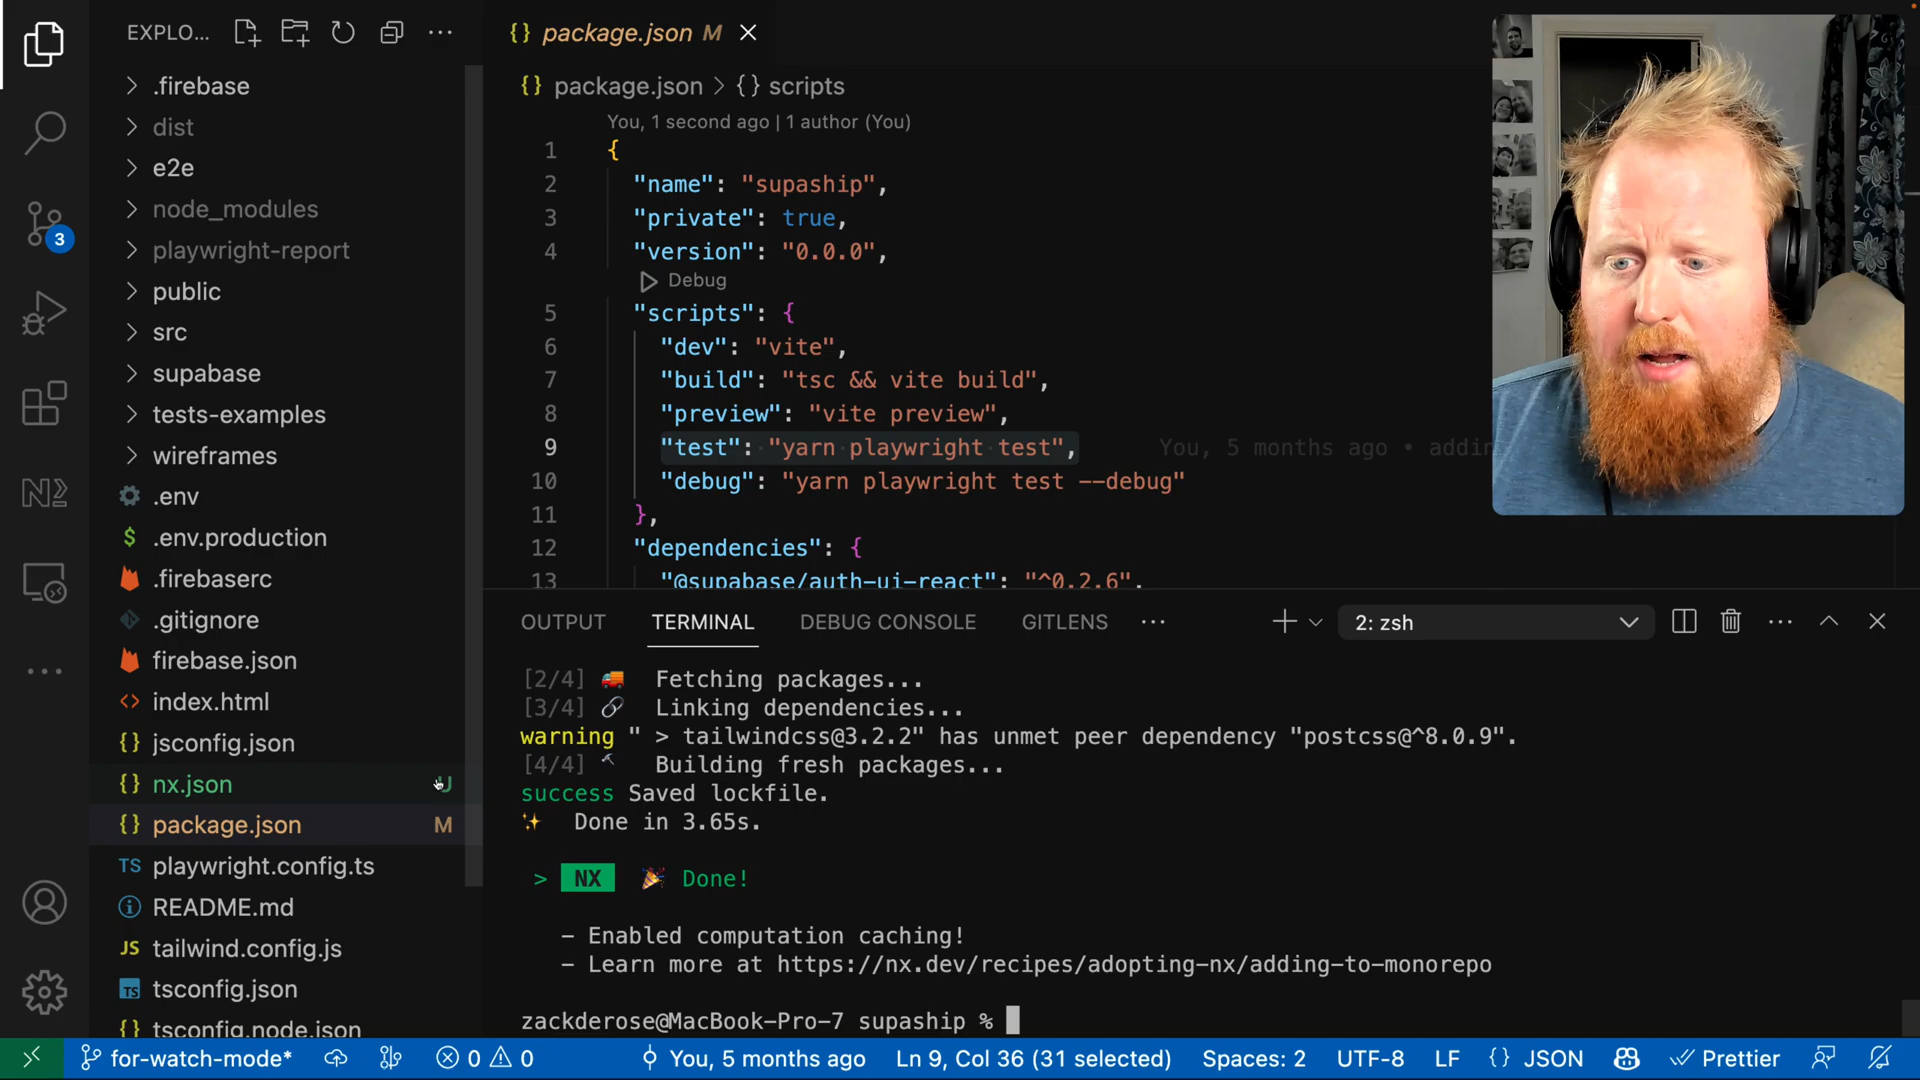 EXPLO...
.firebase
dist
e2e
node_modules
playwright-report
public
src
supabase
tests-examples
wireframes
.env
$ .env.production
.firebaserc
.gitignore
firebase.json
<> index.html
{} jsconfig.json
{} nx.json U
{} package.json M
TS playwright.config.ts
README.md
JS tailwind.config.js
TS tsconfig.json
{} tsconfig.node.json
3
{} package.json M
{} package.json > {} scripts
You, 1 second ago | 1 author (You)
1 {
2 "name": "supaship",
3 "private": true,
4 "version": "0.0.0",
Debug
5 "scripts": {
6 "dev": "vite",
7 "build": "tsc && vite build",
8 "preview": "vite preview",
9 "test": "yarn playwright test", You, 5 months ago • addin
10 "debug": "yarn playwright test --debug"
11 },
12 "dependencies": {
13 "@supabase/auth-ui-react": "^0.2.6",
OUTPUT TERMINAL DEBUG CONSOLE GITLENS ... 2: zsh
[2/4] 🚚 Fetching packages...
[3/4] 🔗 Linking dependencies...
warning " > tailwindcss@3.2.2" has unmet peer dependency "postcss@^8.0.9".
[4/4] 🔨 Building fresh packages...
success Saved lockfile.
✨ Done in 3.65s.
> NX 🎉 Done!
– Enabled computation caching!
– Learn more at https://nx.dev/recipes/adopting-nx/adding-to-monorepo
zackderose@MacBook-Pro-7 supaship %
for-watch-mode* 0 0 You, 5 months ago Ln 9, Col 36 (31 selected) Spaces: 2 UTF-8 LF {} JSON Prettier